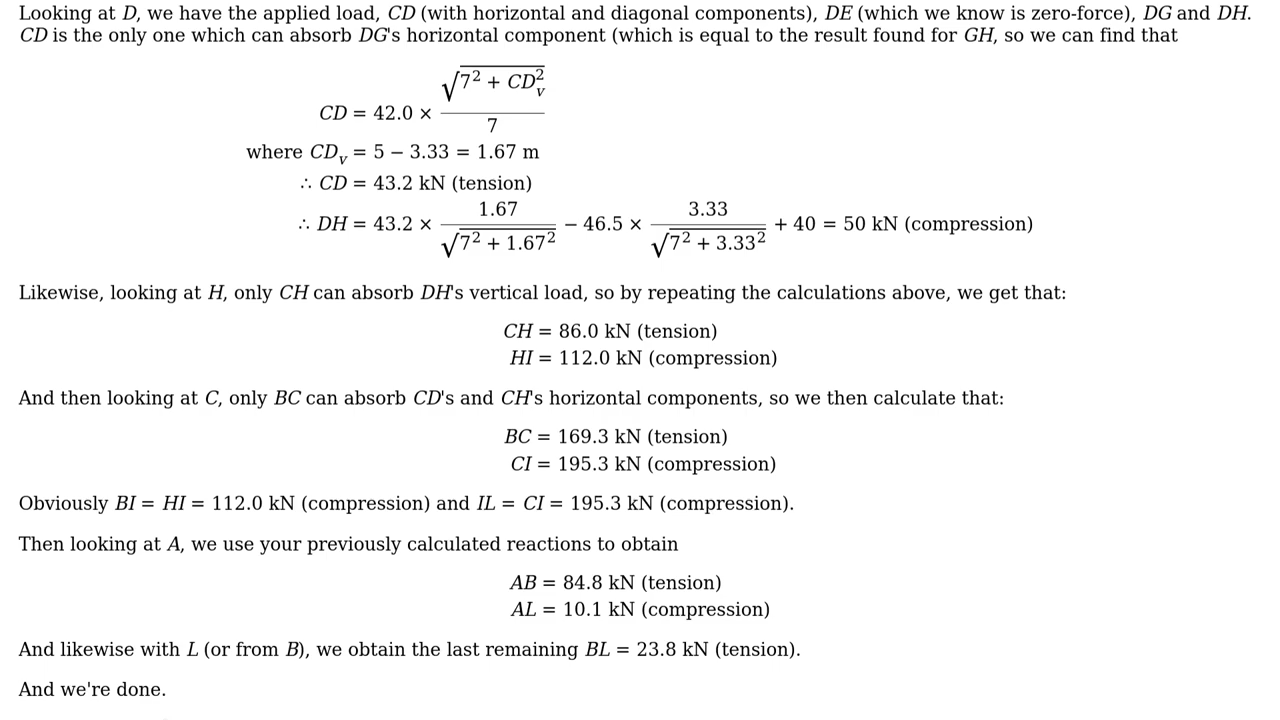 Looking at D, we have the applied load, CD (with horizontal and diagonal components), DE (which we know is zero-force), DG and DH.
CD is the only one which can absorb DG's horizontal component (which is equal to the result found for GH, so we can find that
CD = 42.0 × √(7² + CD_v²) / 7
where CD_v = 5 − 3.33 = 1.67 m
∴ CD = 43.2 kN (tension)
∴ DH = 43.2 × 1.67 / √(7² + 1.67²) − 46.5 × 3.33 / √(7² + 3.33²) + 40 = 50 kN (compression)
Likewise, looking at H, only CH can absorb DH's vertical load, so by repeating the calculations above, we get that:
CH = 86.0 kN (tension)
HI = 112.0 kN (compression)
And then looking at C, only BC can absorb CD's and CH's horizontal components, so we then calculate that:
BC = 169.3 kN (tension)
CI = 195.3 kN (compression)
Obviously BI = HI = 112.0 kN (compression) and IL = CI = 195.3 kN (compression).
Then looking at A, we use your previously calculated reactions to obtain
AB = 84.8 kN (tension)
AL = 10.1 kN (compression)
And likewise with L (or from B), we obtain the last remaining BL = 23.8 kN (tension).
And we're done.